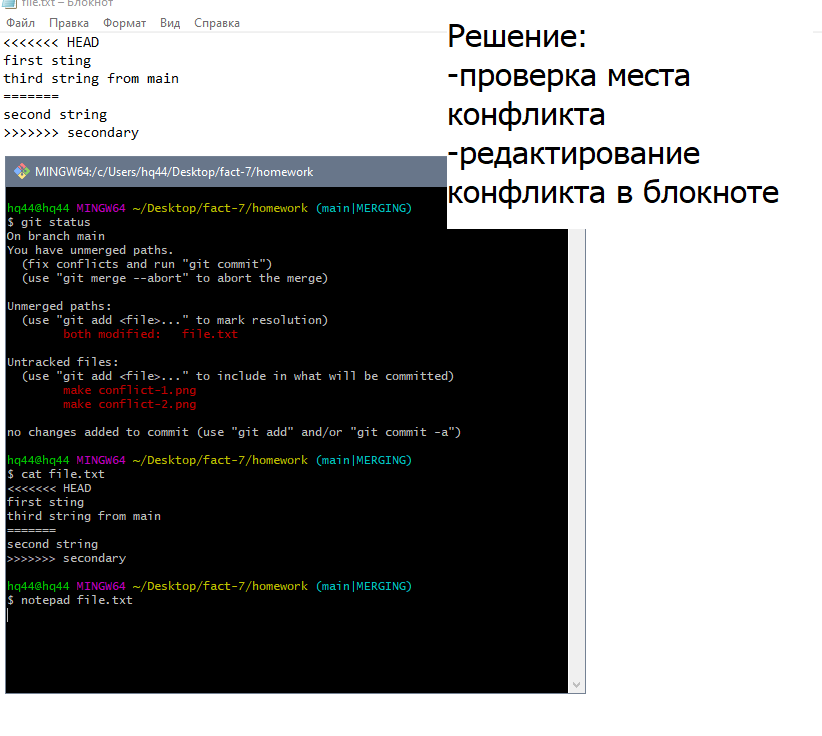 file.txt – Блокнот
Файл Правка Формат Вид Справка
<<<<<<< HEAD
first sting
third string from main
=======
second string
>>>>>>> secondary
Решение:
-проверка места
конфликта
-редактирование
конфликта в блокноте
MINGW64:/c/Users/hq44/Desktop/fact-7/homework
hq44@hq44 MINGW64 ~/Desktop/fact-7/homework (main|MERGING)
$ git status
On branch main
You have unmerged paths.
  (fix conflicts and run "git commit")
  (use "git merge --abort" to abort the merge)
Unmerged paths:
  (use "git add <file>..." to mark resolution)
        both modified:   file.txt
Untracked files:
  (use "git add <file>..." to include in what will be committed)
        make conflict-1.png
        make conflict-2.png
no changes added to commit (use "git add" and/or "git commit -a")
hq44@hq44 MINGW64 ~/Desktop/fact-7/homework (main|MERGING)
$ cat file.txt
<<<<<<< HEAD
first sting
third string from main
=======
second string
>>>>>>> secondary
hq44@hq44 MINGW64 ~/Desktop/fact-7/homework (main|MERGING)
$ notepad file.txt